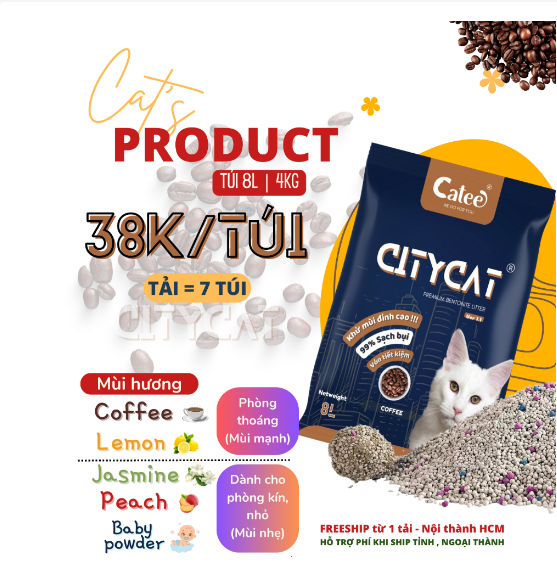 Cat's
PRODUCT
TÚI 8L | 4KG
38K/TÚI
TẢI = 7 TÚI
CITYCAT
Catee®
CITYCAT®
PREMIUM BENTONITE LITTER
Khử mùi đỉnh cao !!!
99% Sạch bụi
Vón tiết kiệm
Netweight
8L
COFFEE
Mùi hương
Coffee
Lemon
Phòng
thoáng
(Mùi mạnh)
Jasmine
Peach
Baby
powder
Dành cho
phòng kín,
nhỏ
(Mùi nhẹ)
FREESHIP từ 1 tải - Nội thành HCM
HỖ TRỢ PHÍ KHI SHIP TỈNH , NGOẠI THÀNH